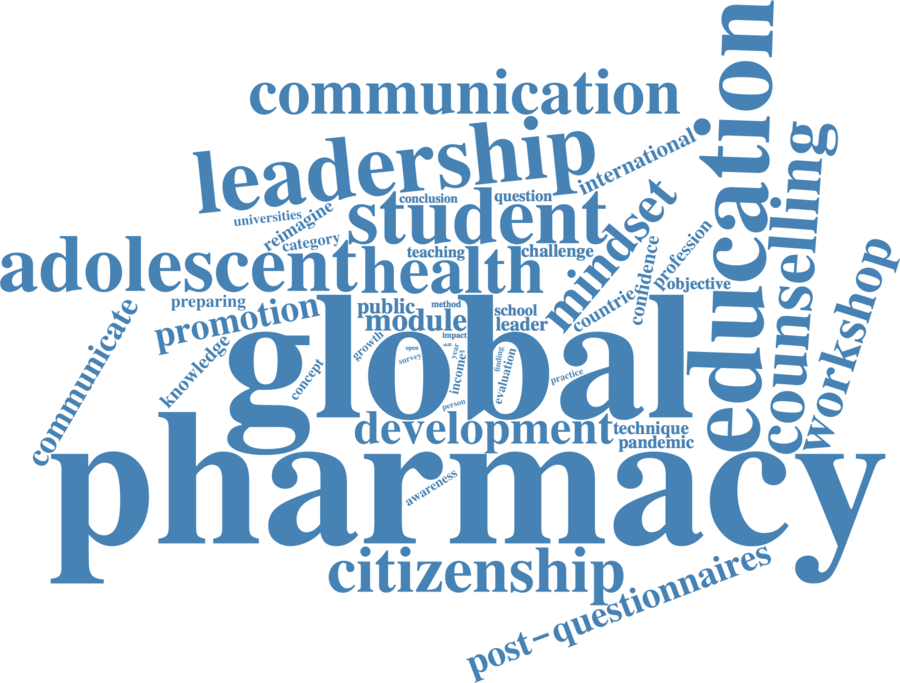 communication
education
leadership
international
counselling
conclusion
question
mindset
universities
reimagine
student
category
teaching
challenge
confidence
profession
adolescent
health
objective
workshop
preparing
promotion
public
method
school
countrie
module
leader
communicate
impact
growth
open
skill
year
income
finding
survey
evaluation
knowledge
concept
global
practice
person
development
technique
pandemic
pharmacy
awareness
citizenship
post-questionnaires